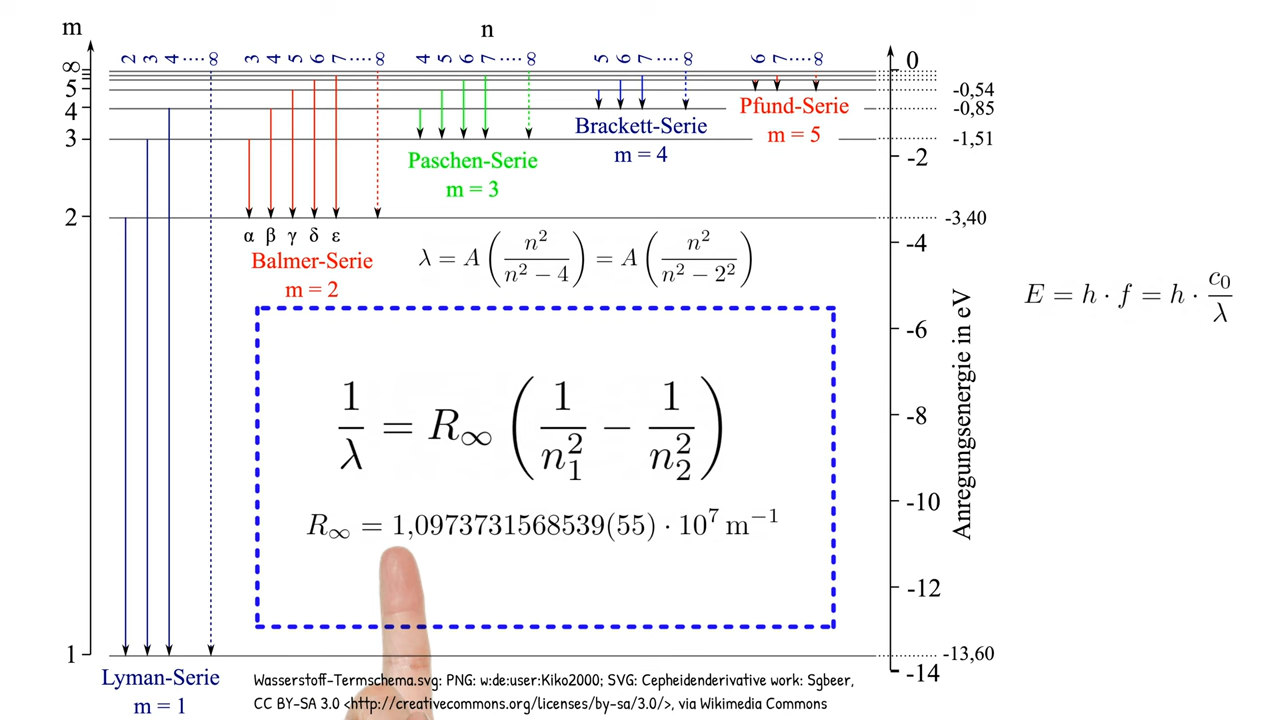 m
n
2 3 4 ····· ∞ 3 4 5 6 7 ····· ∞ 4 5 6 7 ····· ∞ 5 6 7 ····· ∞ 6 7 ····· ∞
∞
5
4
3
2
1
0
-2
-4
-6
-8
-10
-12
-14
-0,54
-0,85
-1,51
-3,40
-13,60
Anregungsenergie in eV
Pfund-Serie
m = 5
Brackett-Serie
m = 4
Paschen-Serie
m = 3
α β γ δ ε
Balmer-Serie
m = 2
λ = A (n²/(n² − 4)) = A (n²/(n² − 2²))
E = h · f = h · c₀/λ
1/λ = R∞ (1/n₁² − 1/n₂²)
R∞ = 1,0973731568539(55) · 10⁷ m⁻¹
Lyman-Serie
m = 1
Wasserstoff-Termschema.svg: PNG: w:de:user:Kiko2000; SVG: Cepheidenderivative work: Sgbeer,
CC BY-SA 3.0 <http://creativecommons.org/licenses/by-sa/3.0/>, via Wikimedia Commons